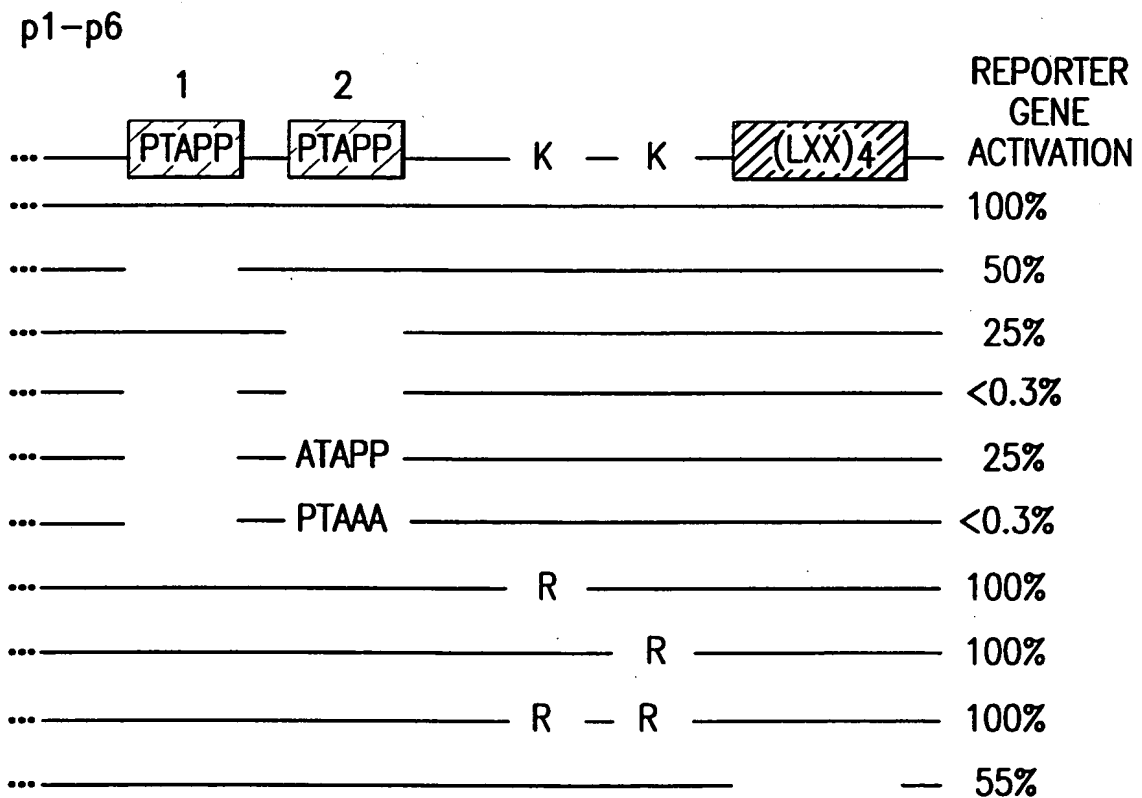 p1–p6
1 2
REPORTER
GENE
ACTIVATION
... PTAPP PTAPP K – K (LXX)4
... 100%
... 50%
... 25%
... <0.3%
... ATAPP 25%
... PTAAA <0.3%
... R 100%
... R 100%
... R – R 100%
... 55%